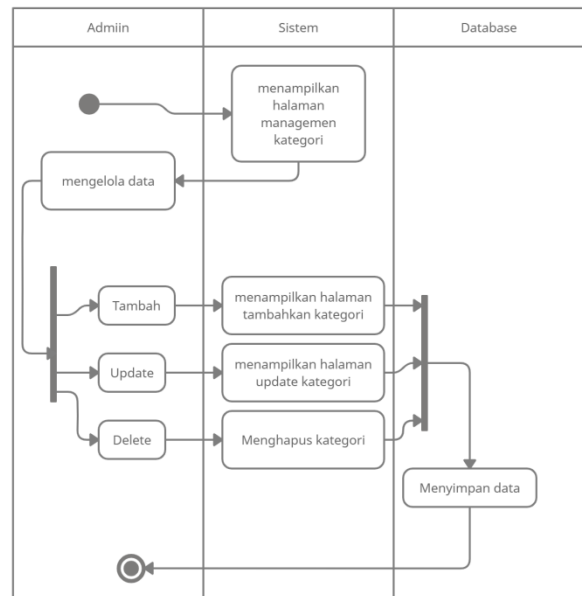 Admiin
Sistem
Database
menampilkan
halaman
managemen
kategori
mengelola data
Tambah
menampilkan halaman
tambahkan kategori
Update
menampilkan halaman
update kategori
Delete
Menghapus kategori
Menyimpan data